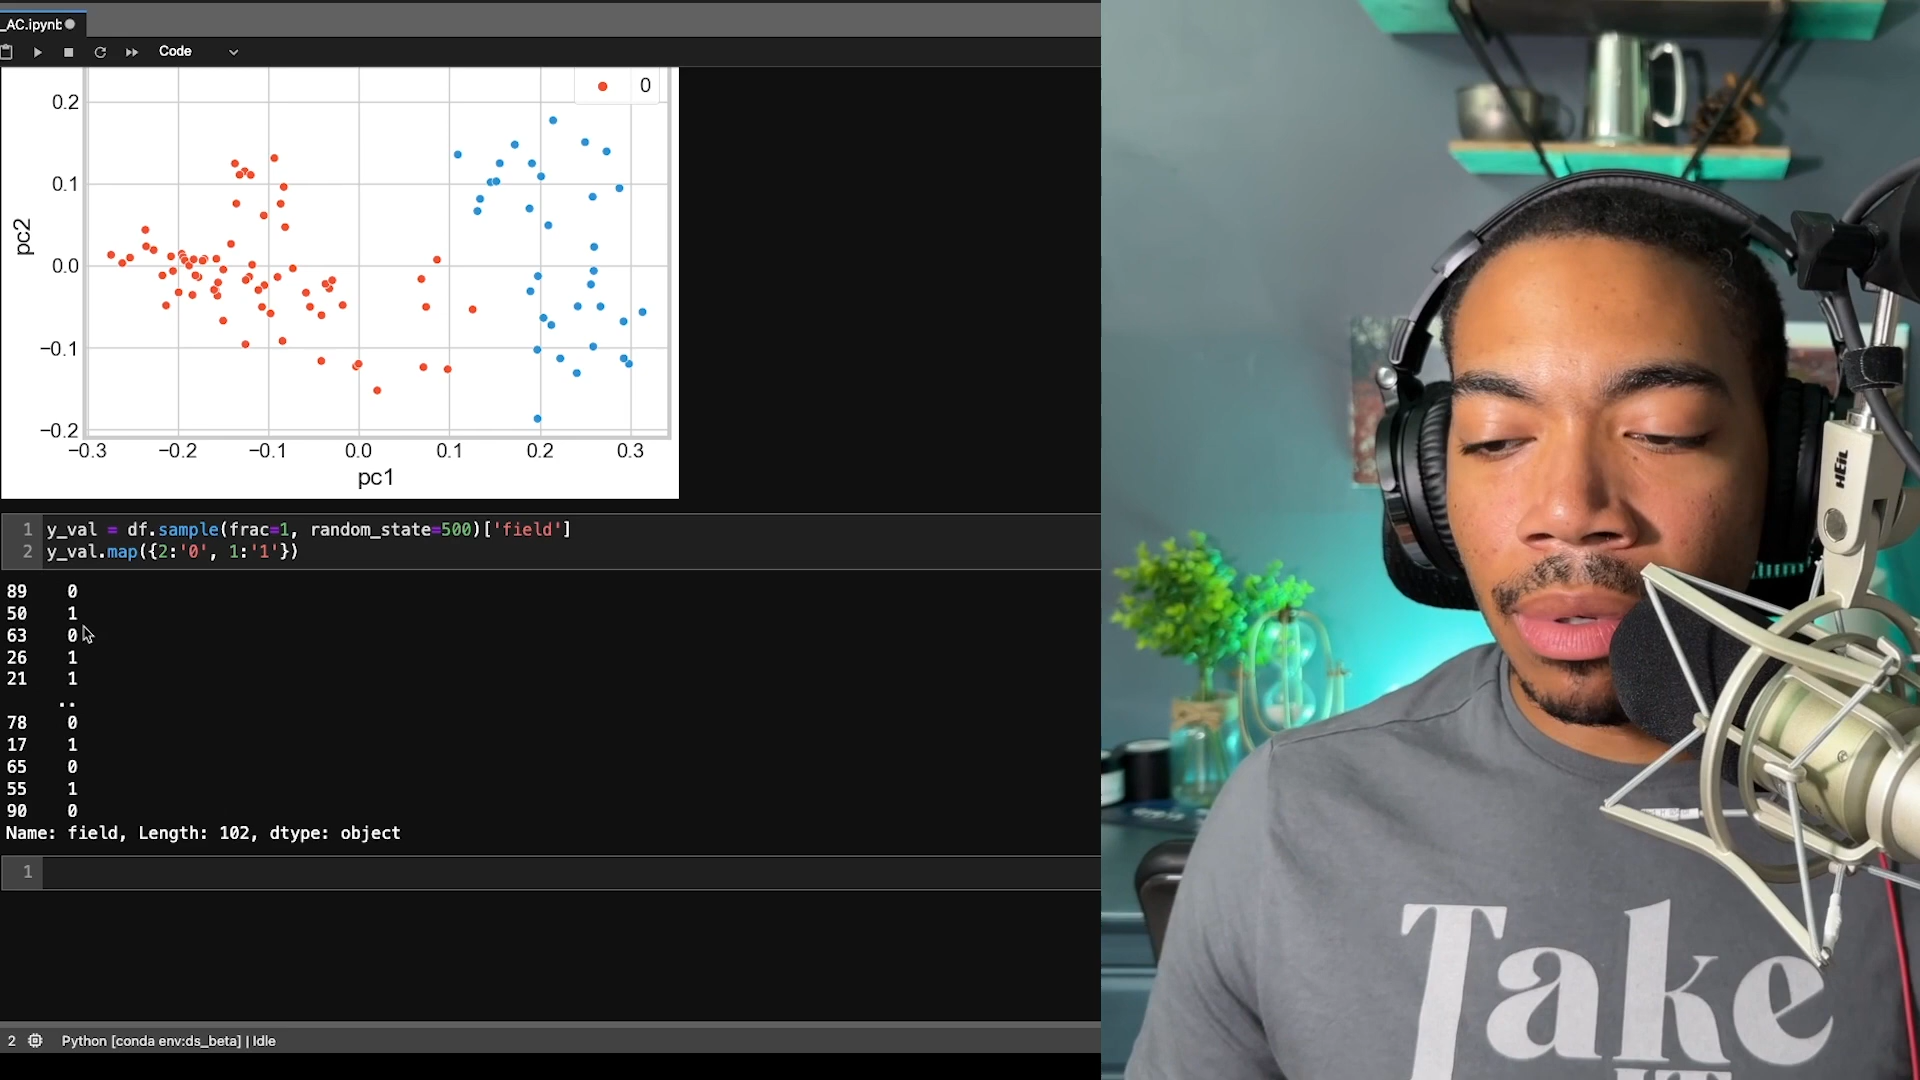 _AC.ipynb
Code
0
0.2
0.1
0.0
−0.1
−0.2
pc2
−0.3 −0.2 −0.1 0.0 0.1 0.2 0.3
pc1
1 y_val = df.sample(frac=1, random_state=500)['field']
2 y_val.map({2:'0', 1:'1'})
89 0
50 1
63 0
26 1
21 1
..
78 0
17 1
65 0
55 1
90 0
Name: field, Length: 102, dtype: object
1
2 Python [conda env:ds_beta] | Idle
HEiL
Take
IT